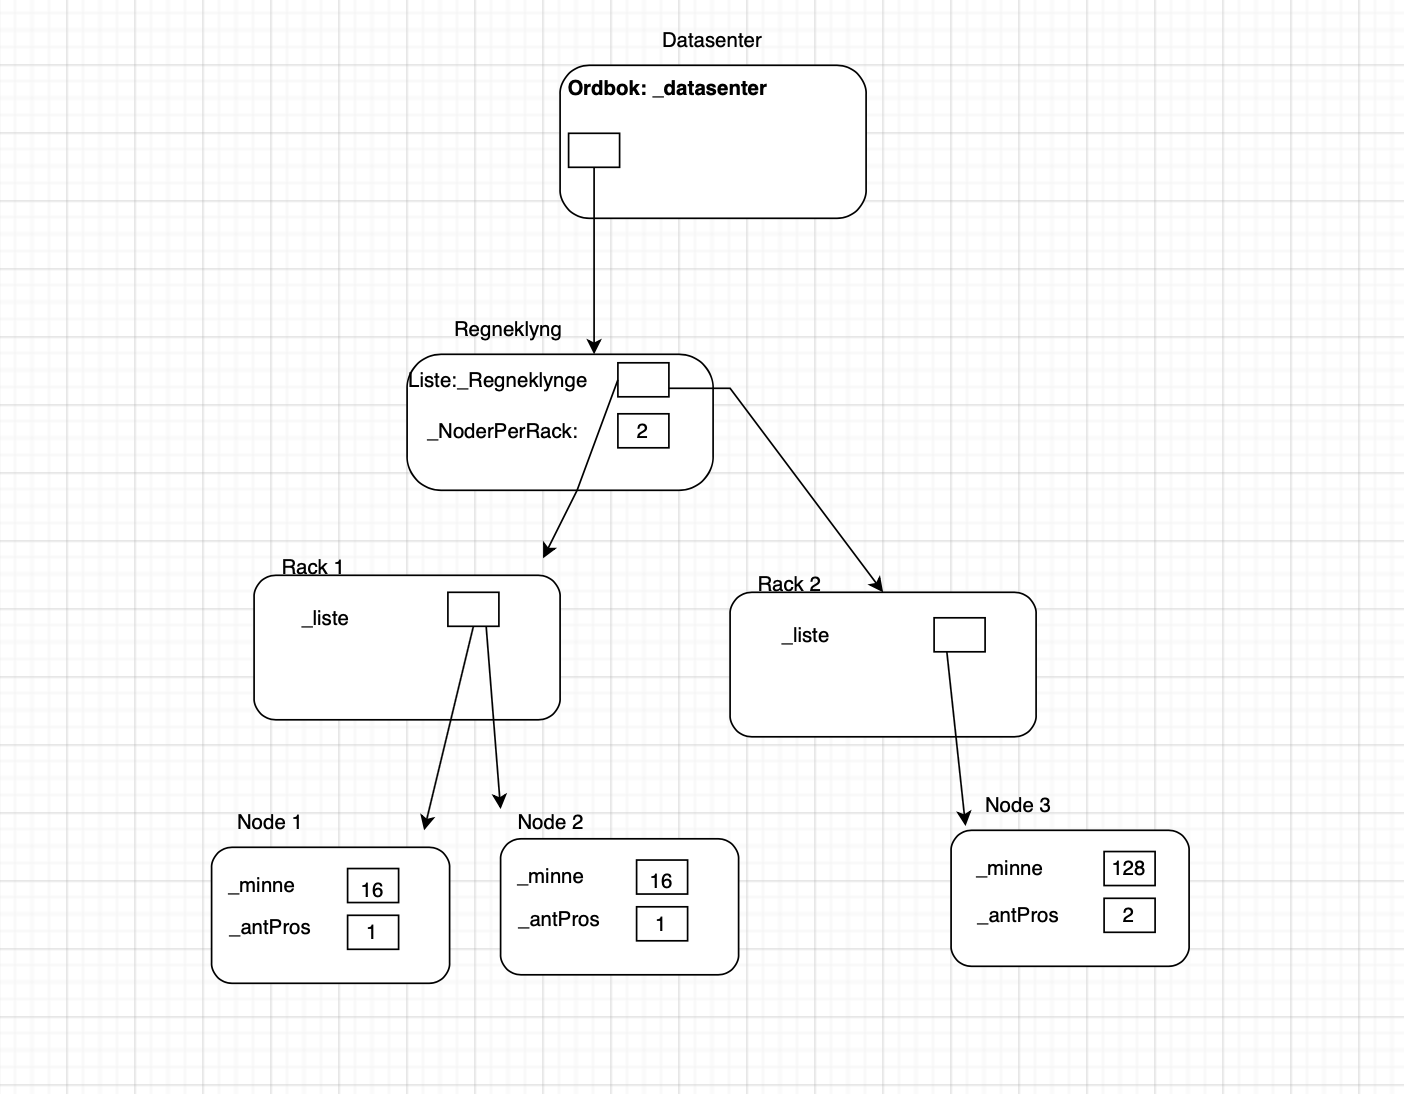 Datasenter
Ordbok: _datasenter
Regneklyng
Liste:_Regneklynge
_NoderPerRack: 2
Rack 1
_liste
Rack 2
_liste
Node 1
_minne 16
_antPros 1
Node 2
_minne 16
_antPros 1
Node 3
_minne 128
_antPros 2